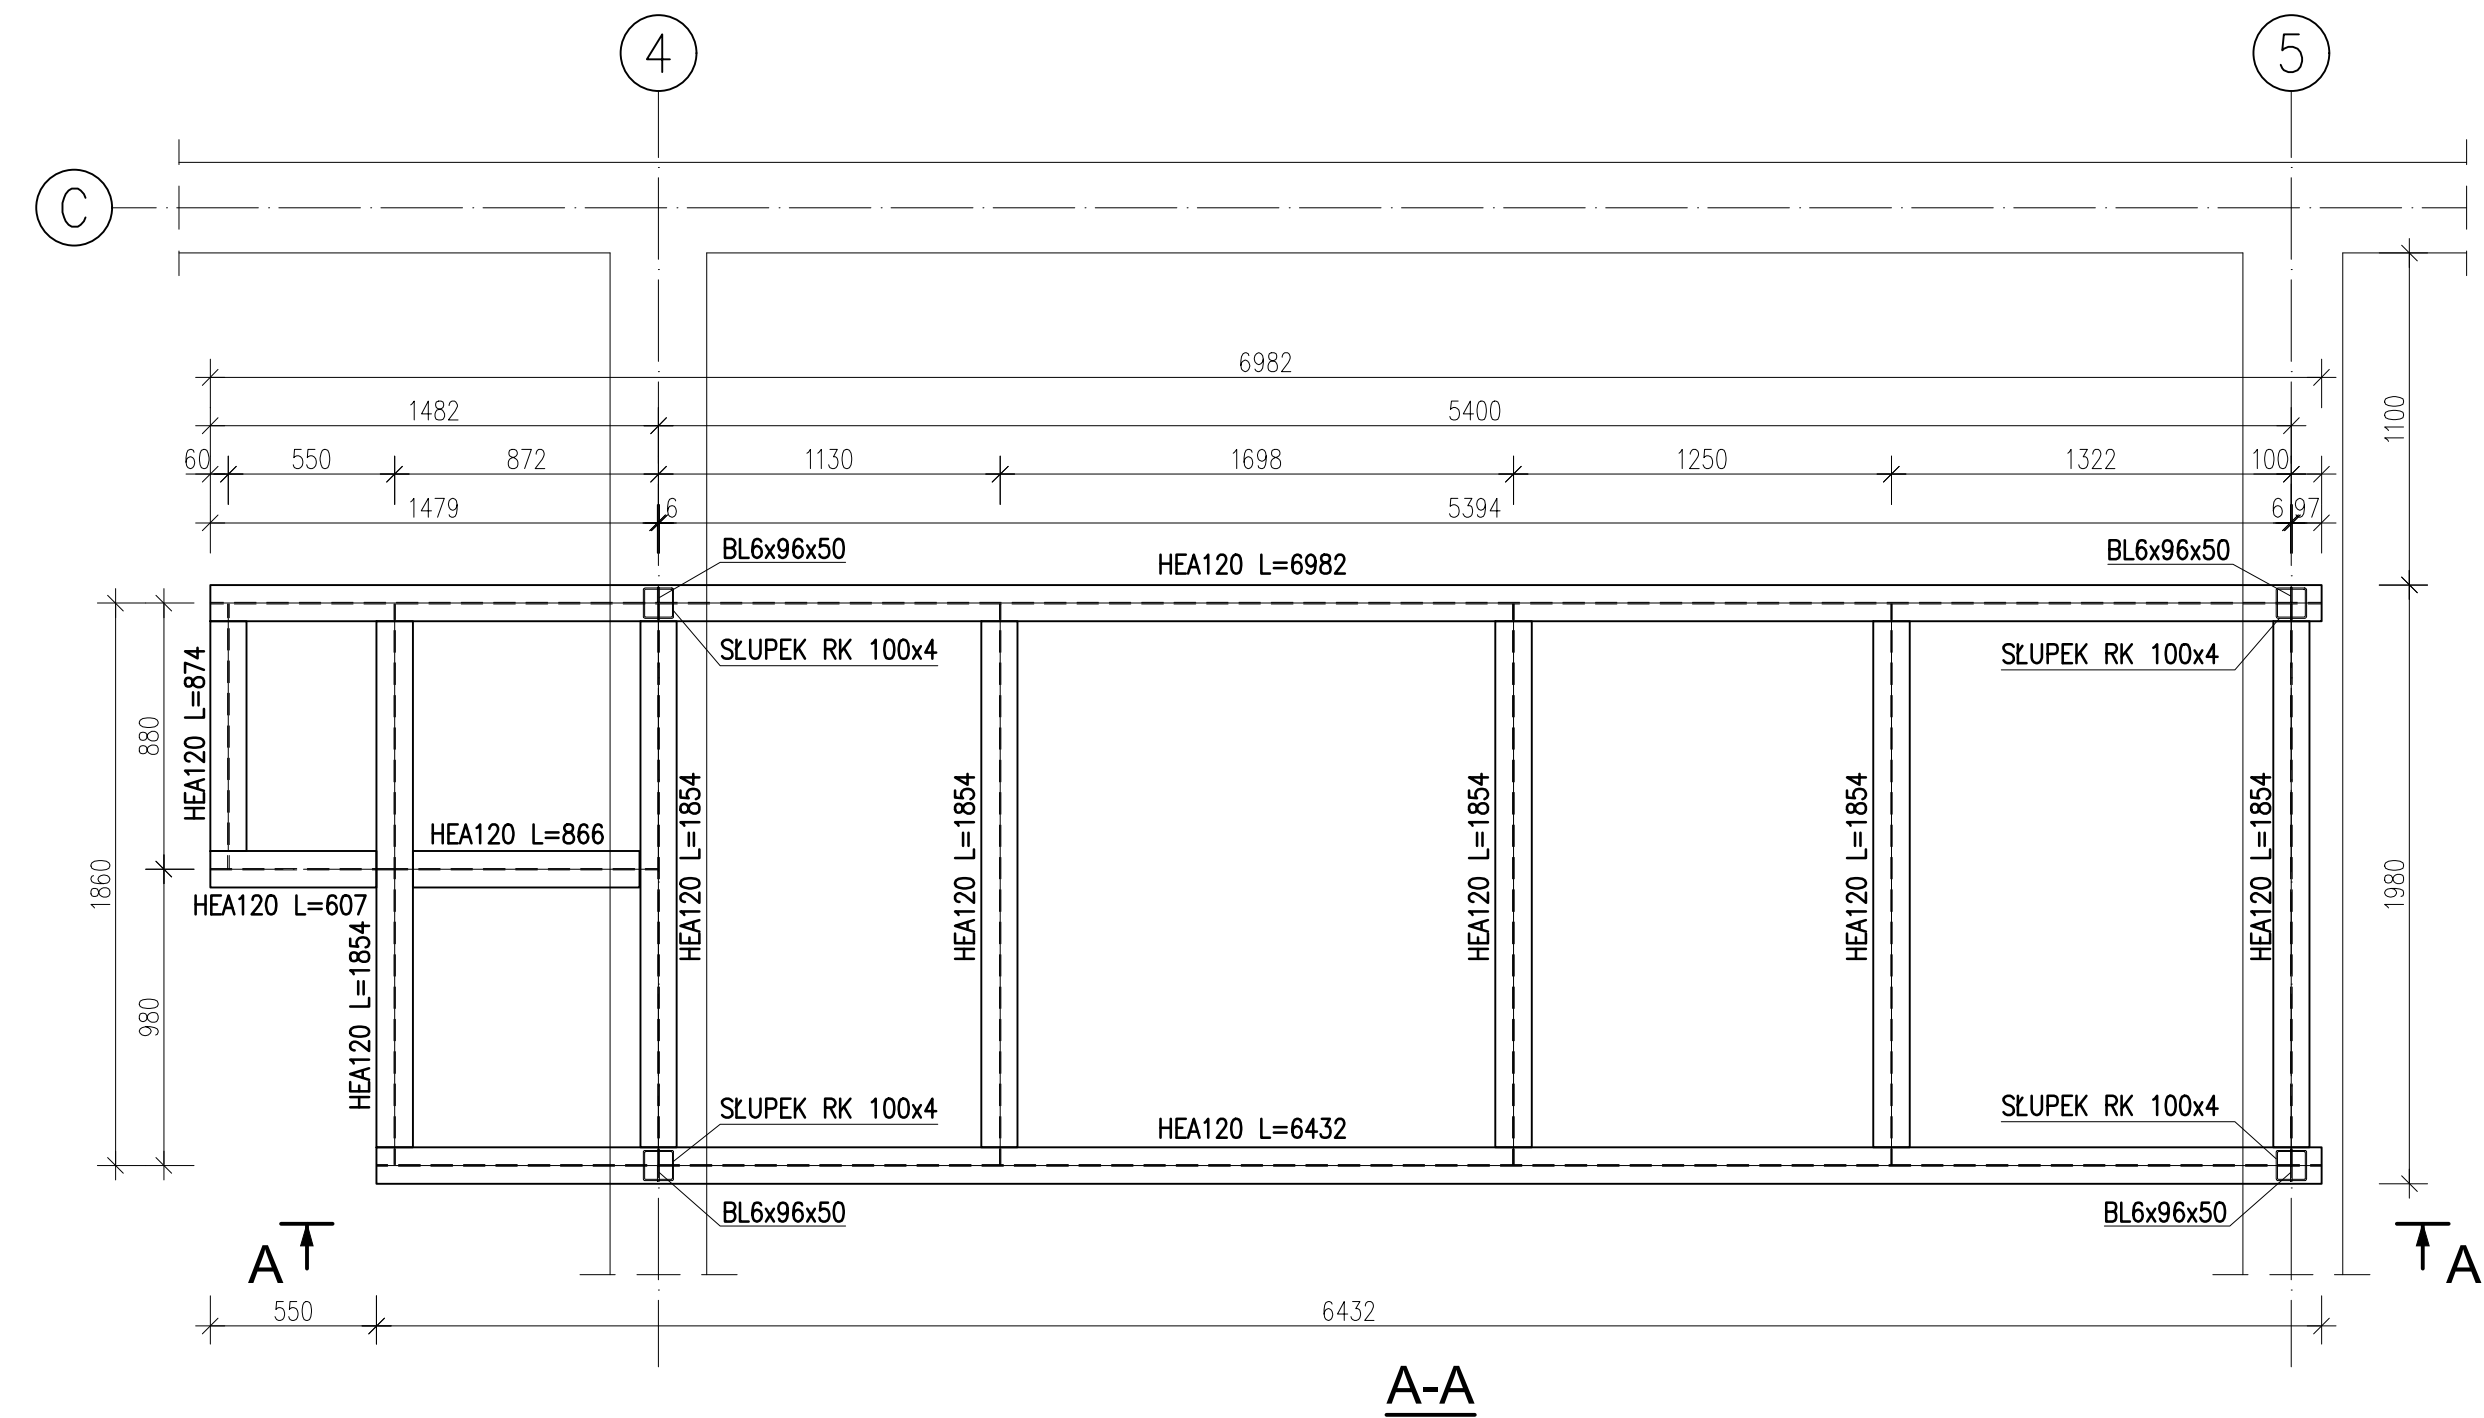 4
5
C
6982
1482
5400
1100
60
550
872
1130
1698
1250
1322
100
1479
6
5394
6
97
BL6x96x50
HEA120 L=6982
BL6x96x50
SŁUPEK RK 100x4
SŁUPEK RK 100x4
HEA120 L=874
880
HEA120 L=866
HEA120 L=1854
HEA120 L=1854
HEA120 L=1854
HEA120 L=1854
HEA120 L=1854
1860
1980
HEA120 L=607
HEA120 L=1854
980
SŁUPEK RK 100x4
HEA120 L=6432
SŁUPEK RK 100x4
BL6x96x50
BL6x96x50
A
A
550
6432
A-A